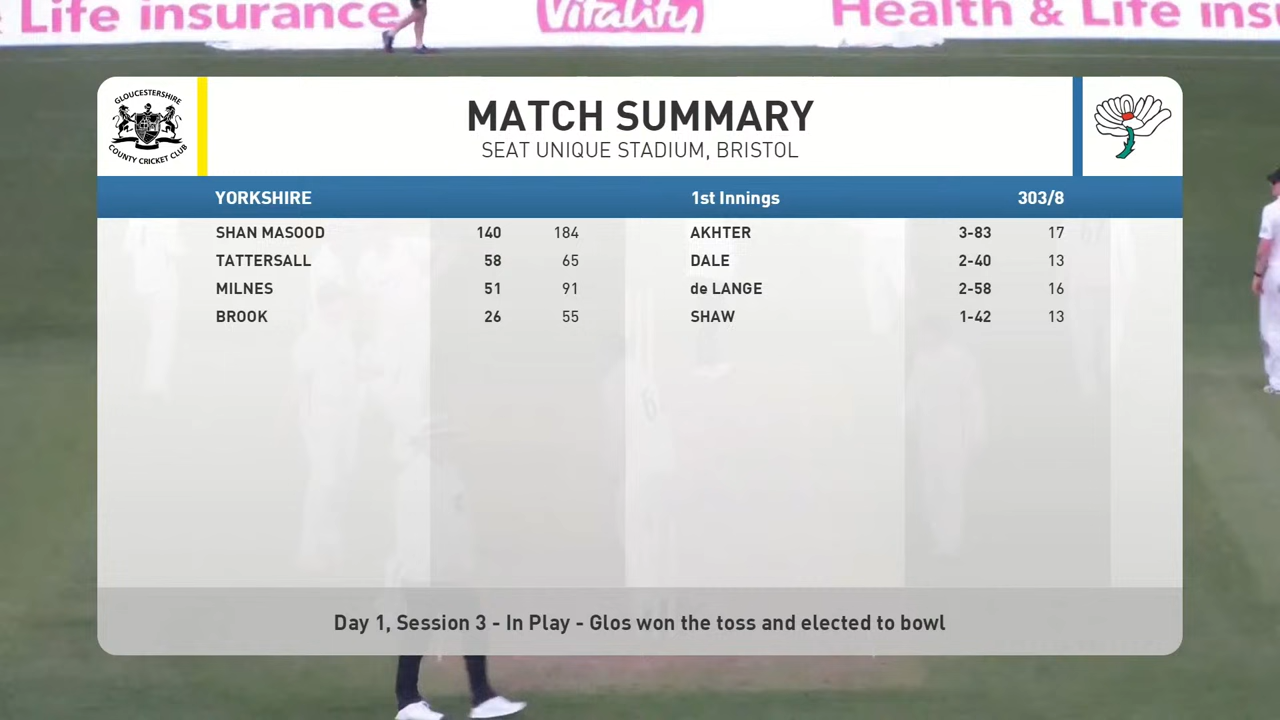 Life insurance Vitality Health & Life ins
GLOUCESTERSHIRE
COUNTY CRICKET CLUB
MATCH SUMMARY
SEAT UNIQUE STADIUM, BRISTOL
YORKSHIRE 1st Innings 303/8
SHAN MASOOD 140 184 AKHTER 3-83 17
TATTERSALL 58 65 DALE 2-40 13
MILNES 51 91 de LANGE 2-58 16
BROOK 26 55 SHAW 1-42 13
Day 1, Session 3 - In Play - Glos won the toss and elected to bowl